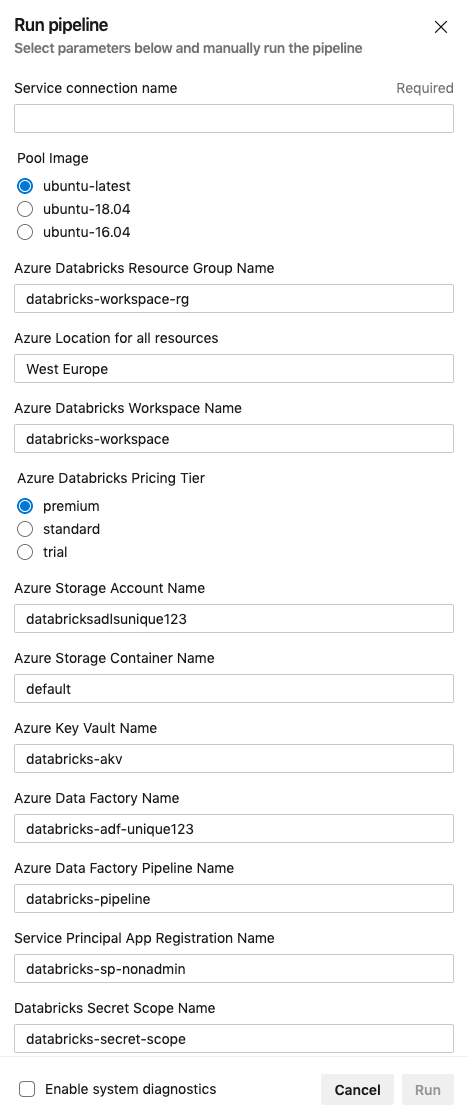 Run pipeline
Select parameters below and manually run the pipeline
Service connection name Required
Pool Image
ubuntu-latest
ubuntu-18.04
ubuntu-16.04
Azure Databricks Resource Group Name
databricks-workspace-rg
Azure Location for all resources
West Europe
Azure Databricks Workspace Name
databricks-workspace
Azure Databricks Pricing Tier
premium
standard
trial
Azure Storage Account Name
databricksadlsunique123
Azure Storage Container Name
default
Azure Key Vault Name
databricks-akv
Azure Data Factory Name
databricks-adf-unique123
Azure Data Factory Pipeline Name
databricks-pipeline
Service Principal App Registration Name
databricks-sp-nonadmin
Databricks Secret Scope Name
databricks-secret-scope
Enable system diagnostics Cancel Run